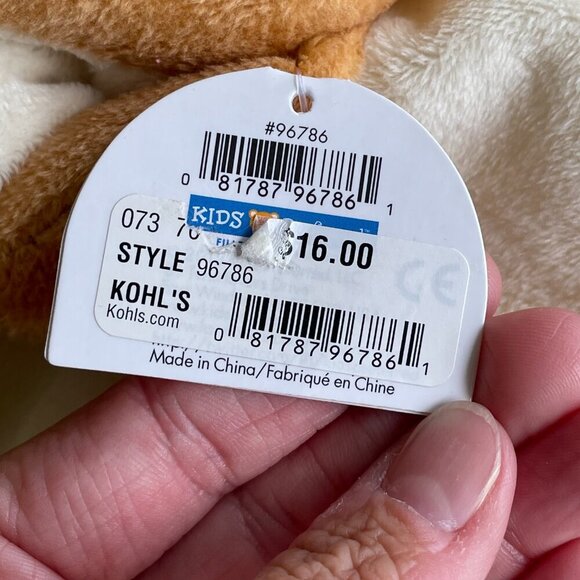 #96786
0 81787 96786 1
KIDS
073 76
$16.00
STYLE 96786
KOHL'S
Kohls.com
0 81787 96786 1
Made in China/Fabriqué en Chine